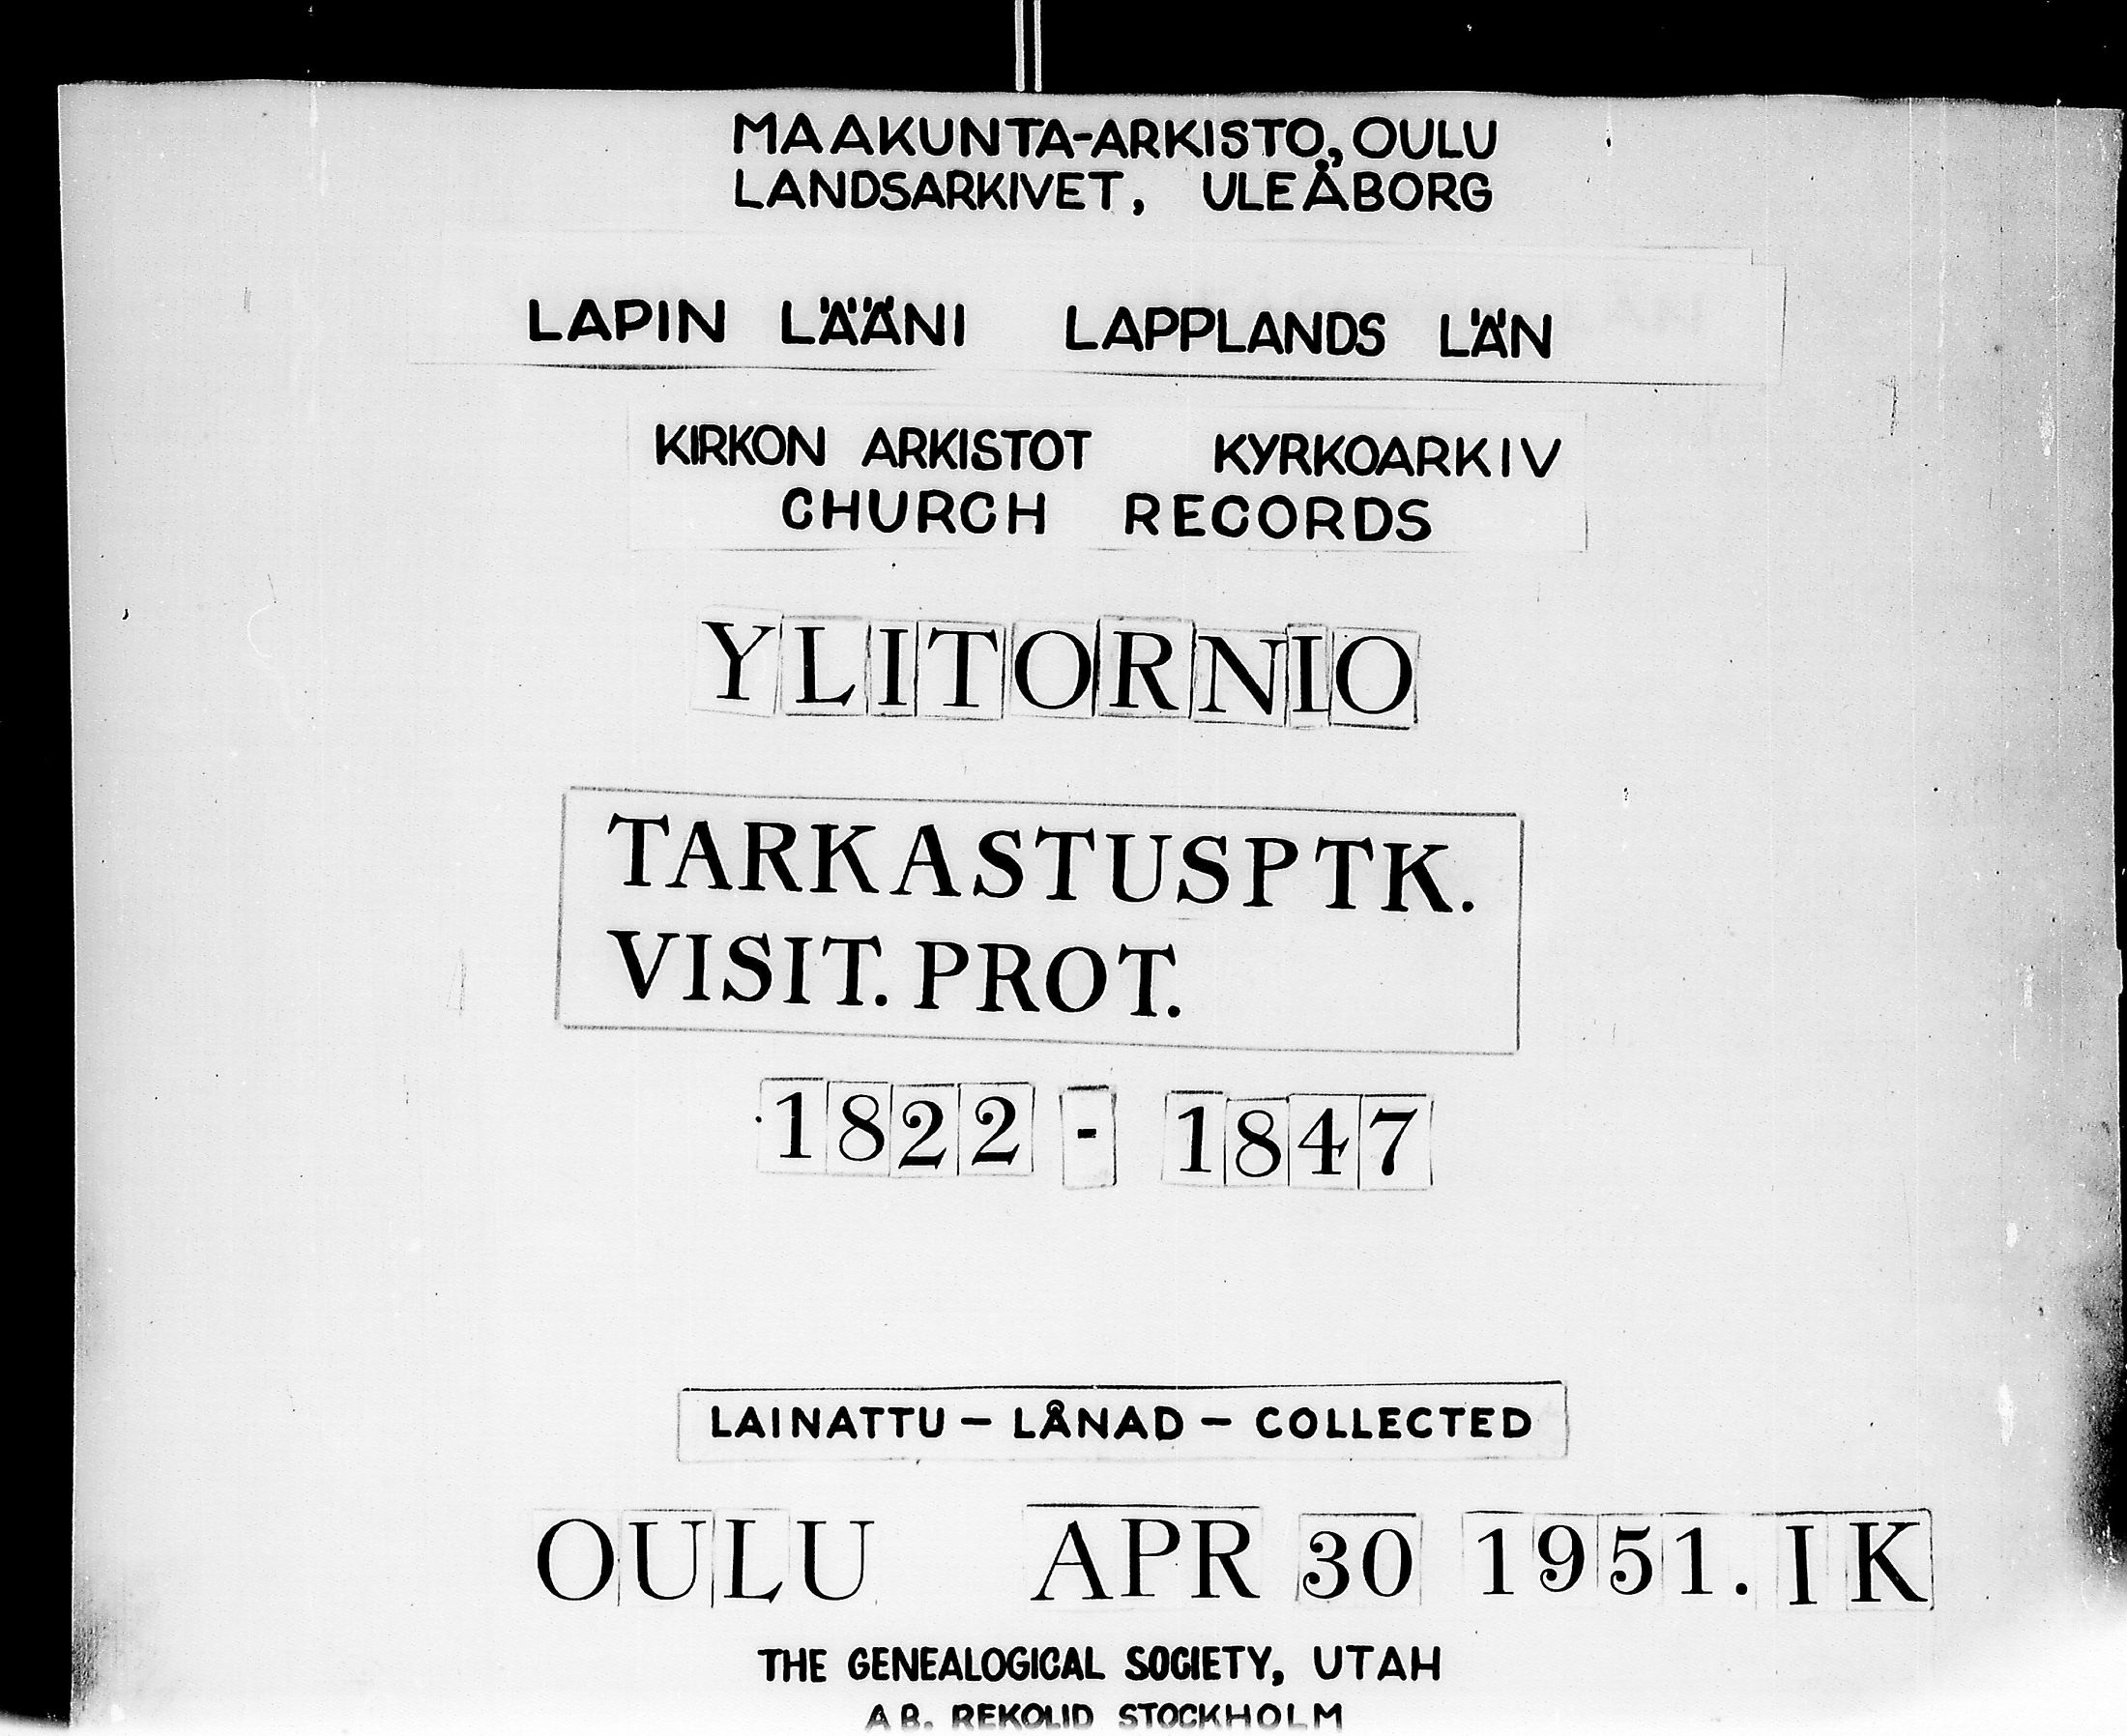 MAAKUNTA-ARKISTO, OULU
LANDSARKIVET, ULEÅBORG
LAPIN LÄÄNI LAPPLANDS LÄN
KIRKON ARKISTOT KYRKOARKIV
CHURCH RECORDS
YLITORNIO
TARKASTUSPTK.
VISIT. PROT.
1822 - 1847
LAINATTU – LÅNAD – COLLECTED
OULU APR 30 1951. IK
THE GENEALOGICAL SOCIETY, UTAH
AB. REKOLID STOCKHOLM